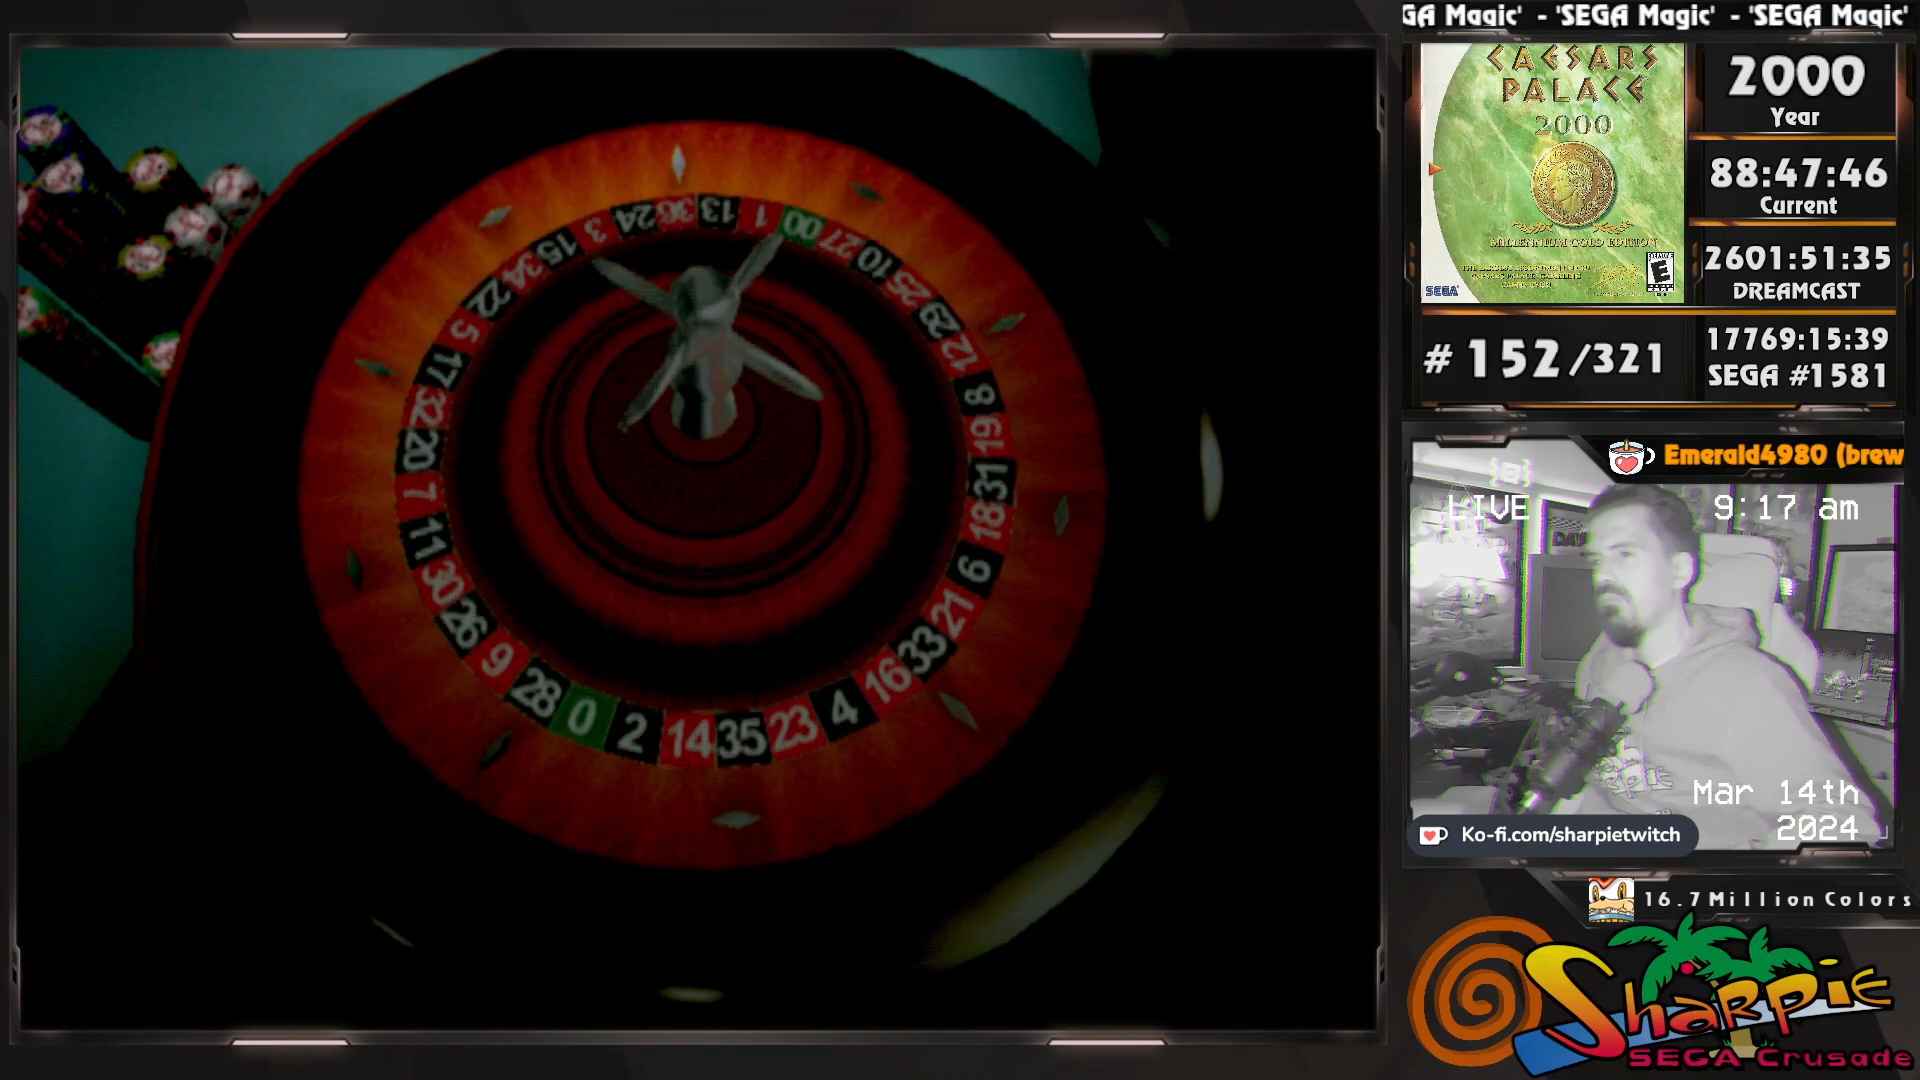 GA Magic' - 'SEGA Magic' - 'SEGA Magic'
CAESARS
PALACE
2000
MILLENNIUM GOLD EDITION
SEGA
E
2000
Year
88:47:46
Current
2601:51:35
DREAMCAST
# 152/321
17769:15:39
SEGA #1581
Emerald4980 (brew
LIVE
9:17 am
Mar 14th
2024
Ko-fi.com/sharpietwitch
16.7 Million Colors
Sharpie
SEGA Crusade
00 27 10 25 29 12 8 19 31 18 6 21 33 16 4 23 35 14 2 0 28 9 26 30 11 7 20 32 17 5 22 34 15 3 24 36 13 1